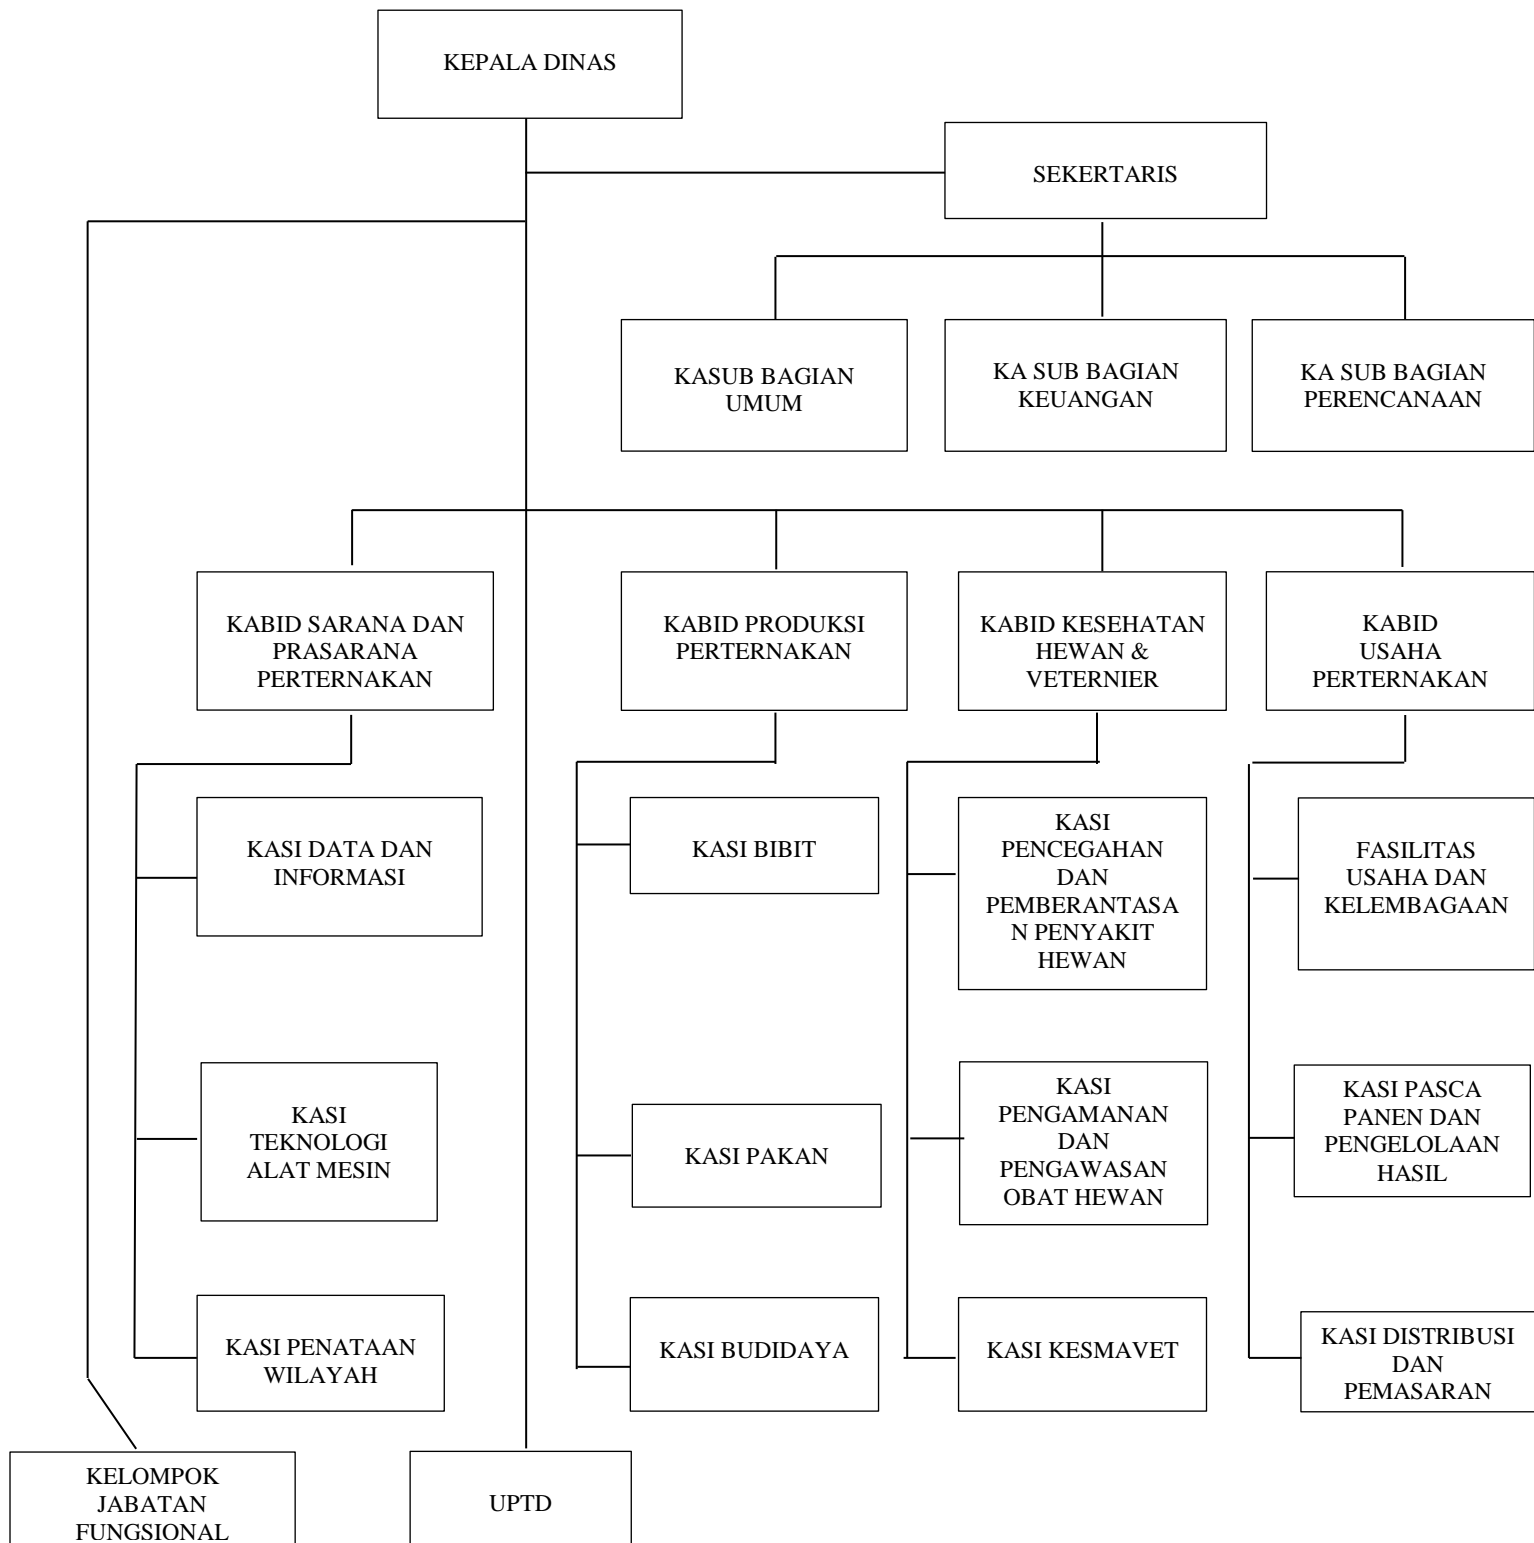 KEPALA DINAS
SEKERTARIS
KASUB BAGIAN
UMUM
KA SUB BAGIAN
KEUANGAN
KA SUB BAGIAN
PERENCANAAN
KABID SARANA DAN
PRASARANA
PERTERNAKAN
KABID PRODUKSI
PERTERNAKAN
KABID KESEHATAN
HEWAN &
VETERNIER
KABID
USAHA
PERTERNAKAN
KASI DATA DAN
INFORMASI
KASI BIBIT
KASI
PENCEGAHAN
DAN
PEMBERANTASA
N PENYAKIT
HEWAN
FASILITAS
USAHA DAN
KELEMBAGAAN
KASI
TEKNOLOGI
ALAT MESIN
KASI PAKAN
KASI
PENGAMANAN
DAN
PENGAWASAN
OBAT HEWAN
KASI PASCA
PANEN DAN
PENGELOLAAN
HASIL
KASI PENATAAN
WILAYAH
KASI BUDIDAYA
KASI KESMAVET
KASI DISTRIBUSI
DAN
PEMASARAN
KELOMPOK
JABATAN
FUNGSIONAL
UPTD